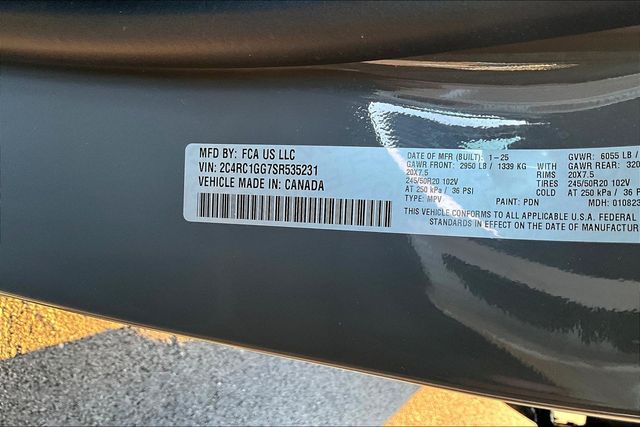 MFD BY: FCA US LLC
VIN: 2C4RC1GG7SR535231
VEHICLE MADE IN: CANADA
DATE OF MFR (BUILT): 1-25 GVWR: 6055 LB /
GAWR FRONT: 2950 LB / 1339 KG WITH GAWR REAR: 320
20X7.5 RIMS 20X7.5
245/50R20 102V TIRES 245/50R20 102V
AT 250 kPa / 36 PSI COLD AT 250 kPa / 36 P
TYPE: MPV PAINT: PDN MDH: 010823
THIS VEHICLE CONFORMS TO ALL APPLICABLE U.S.A. FEDERAL
STANDARDS IN EFFECT ON THE DATE OF MANUFACTUR